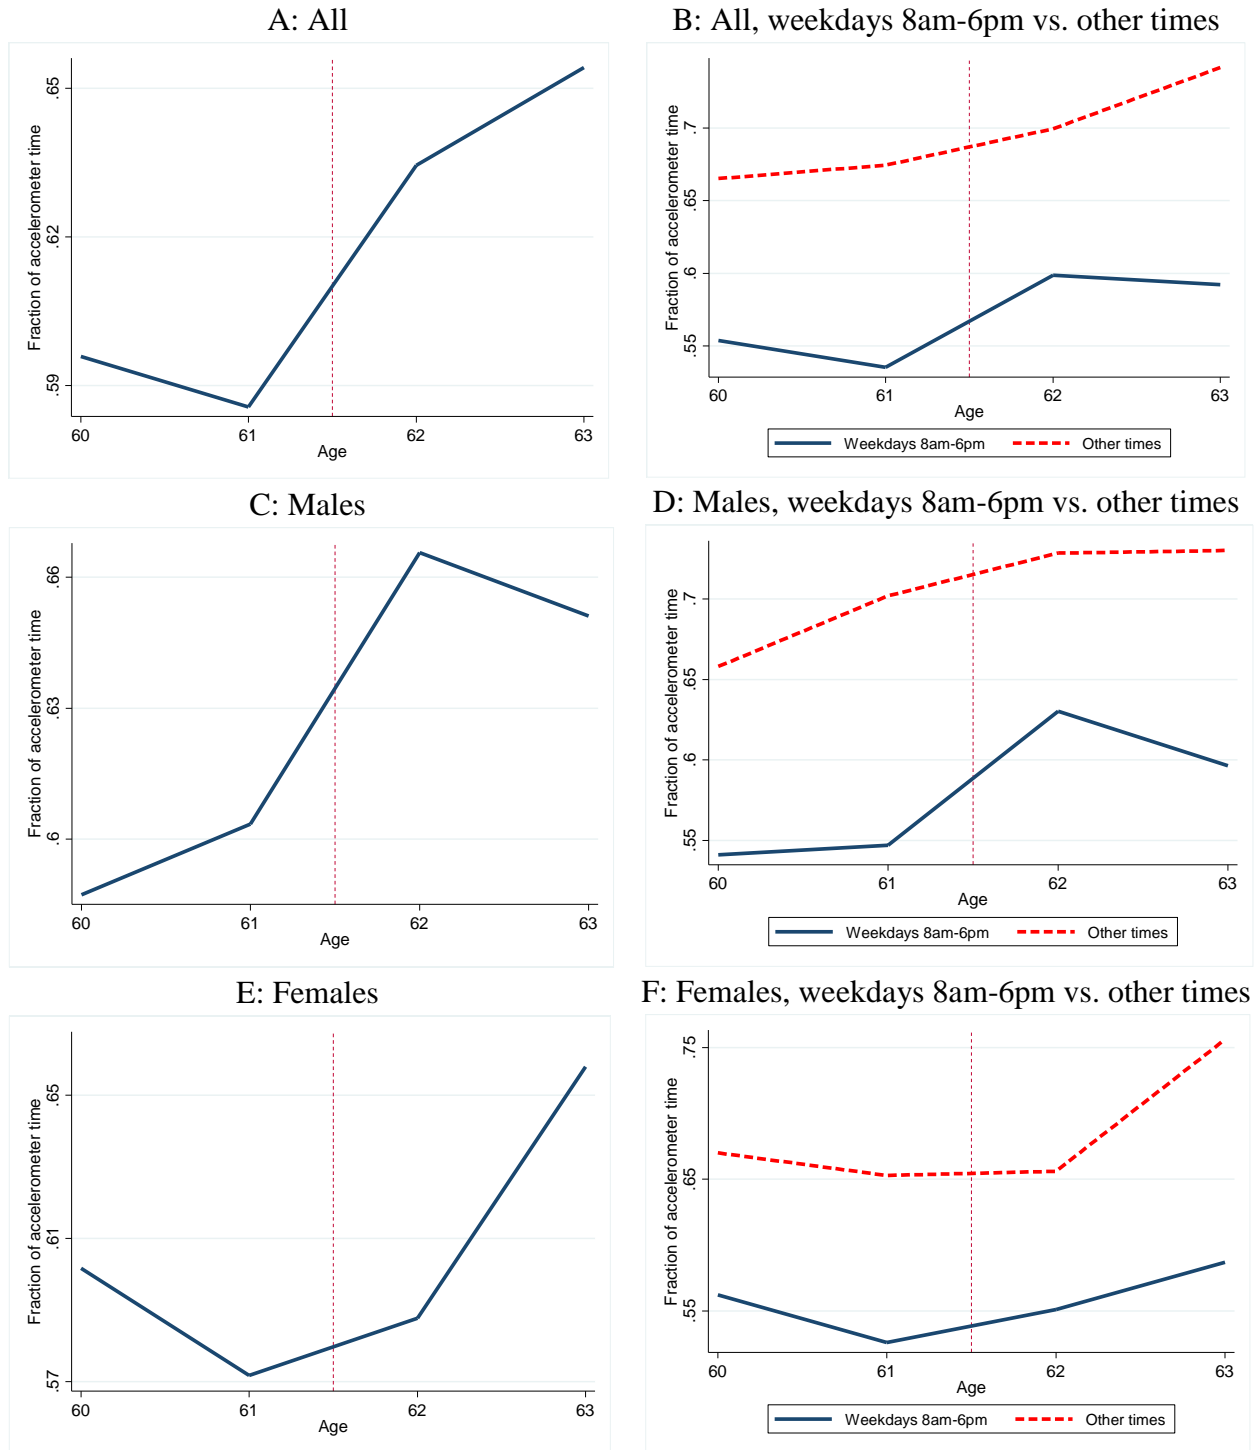 A: All
Fraction of accelerometer time
.65
.62
.59
60 61 62 63
Age
B: All, weekdays 8am-6pm vs. other times
Fraction of accelerometer time
.7
.65
.6
.55
60 61 62 63
Age
Weekdays 8am-6pm Other times
C: Males
Fraction of accelerometer time
.66
.63
.6
60 61 62 63
Age
D: Males, weekdays 8am-6pm vs. other times
Fraction of accelerometer time
.7
.65
.6
.55
60 61 62 63
Age
Weekdays 8am-6pm Other times
E: Females
Fraction of accelerometer time
.65
.61
.57
60 61 62 63
Age
F: Females, weekdays 8am-6pm vs. other times
Fraction of accelerometer time
.75
.65
.55
60 61 62 63
Age
Weekdays 8am-6pm Other times